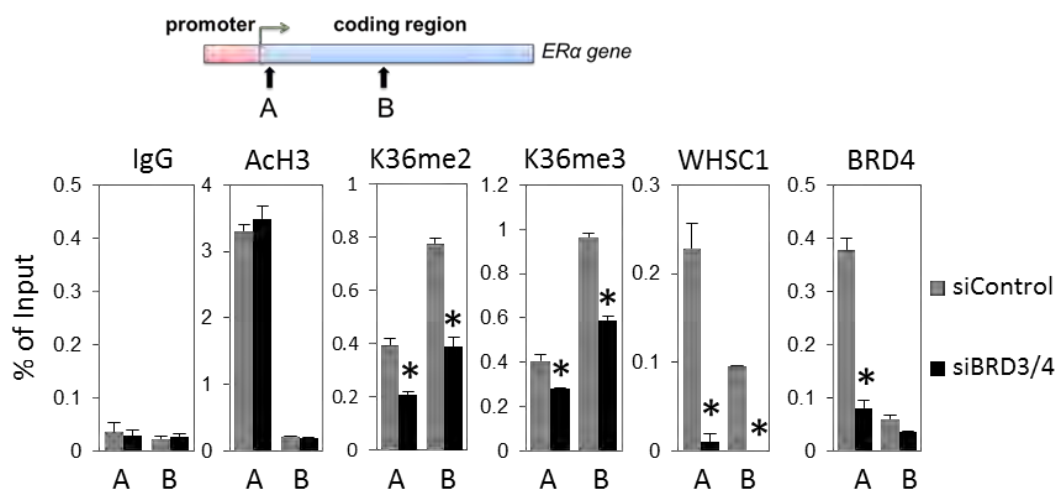 promoter coding region
ERα gene
A B
IgG AcH3 K36me2 K36me3 WHSC1 BRD4
% of Input
0.5 0.4 0.3 0.2 0.1 0
4 3 2 1 0
1 0.8 0.6 0.4 0.2 0
1.2 1 0.8 0.6 0.4 0.2 0
0.3 0.2 0.1 0
0.5 0.4 0.3 0.2 0.1 0
* * * * * * *
siControl
siBRD3/4
A B A B A B A B A B A B